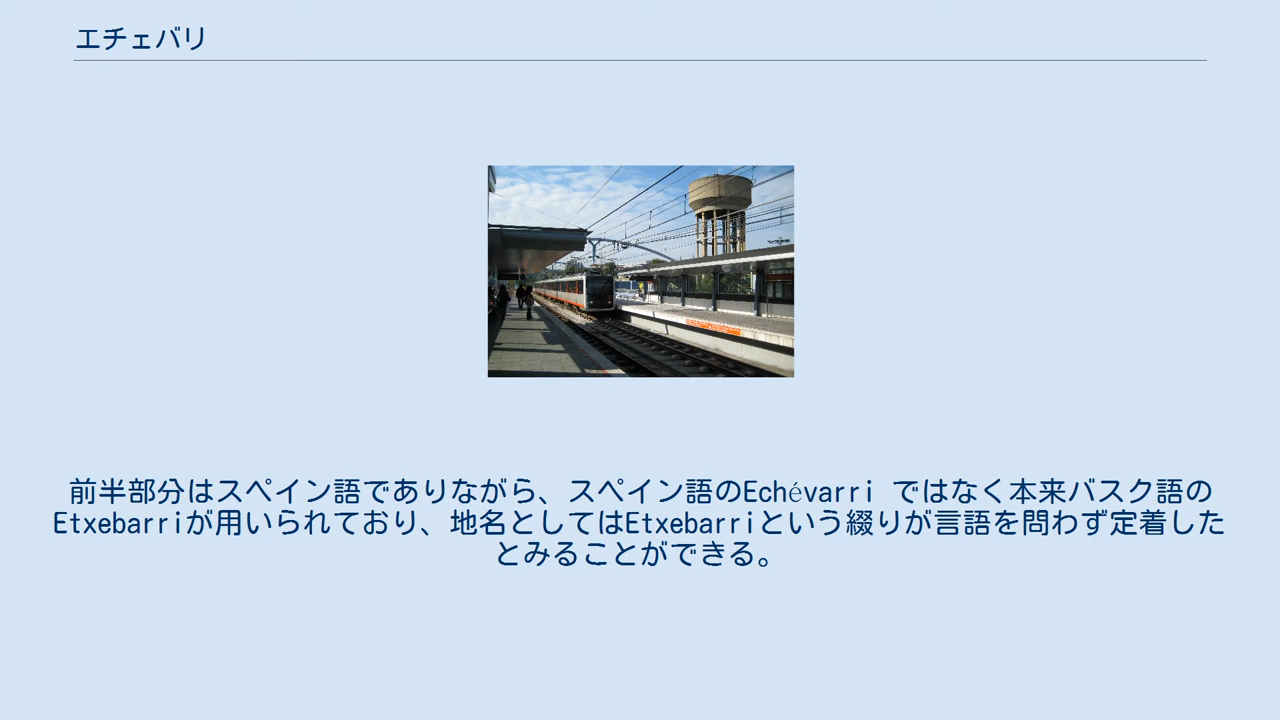 エチェバリ
前半部分はスペイン語でありながら、スペイン語のEchévarri ではなく本来バスク語の
Etxebarriが用いられており、地名としてはEtxebarriという綴りが言語を問わず定着した
とみることができる。